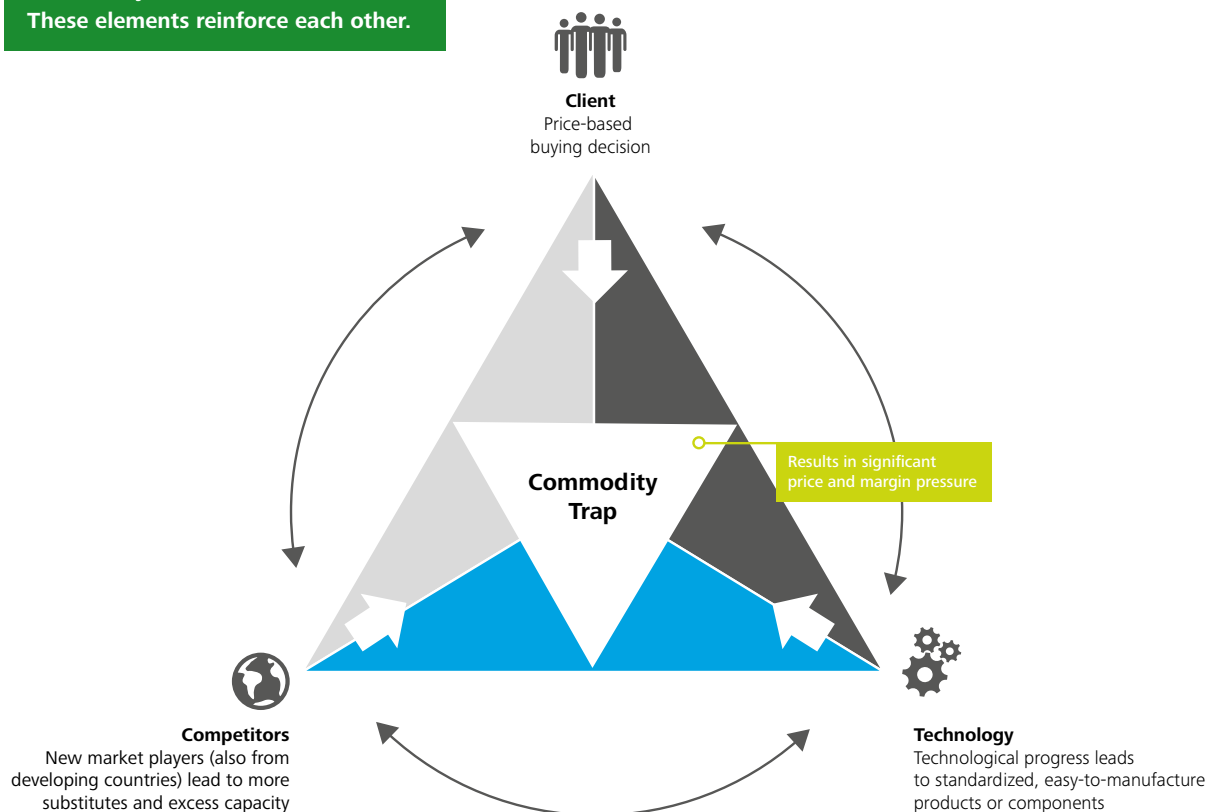 These elements reinforce each other.
Client
Price-based
buying decision
Commodity
Trap
Results in significant
price and margin pressure
Competitors
New market players (also from
developing countries) lead to more
substitutes and excess capacity
Technology
Technological progress leads
to standardized, easy-to-manufacture
products or components